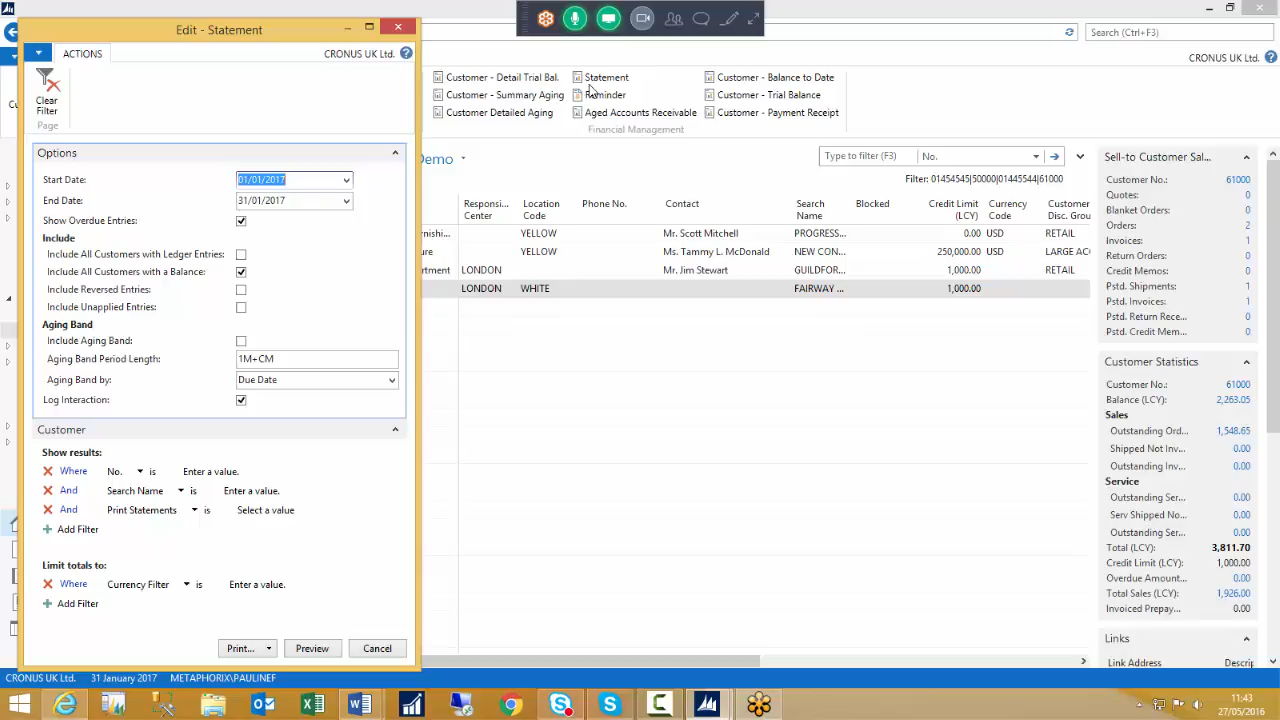 Edit - Statement
Search (Ctrl+F3)
ACTIONS
CRONUS UK Ltd.
CRONUS UK Ltd.
Clear
Filter
Page
Customer - Detail Trial Bal.
Statement
Customer - Balance to Date
Customer - Summary Aging
Reminder
Customer - Trial Balance
Customer Detailed Aging
Aged Accounts Receivable
Customer - Payment Receipt
Financial Management
Options
Start Date: 01/01/2017
End Date: 31/01/2017
Show Overdue Entries:
Include
Include All Customers with Ledger Entries:
Include All Customers with a Balance:
Include Reversed Entries:
Include Unapplied Entries:
Aging Band
Include Aging Band:
Aging Band Period Length: 1M+CM
Aging Band by: Due Date
Log Interaction:
Customer
Show results:
Where No. is Enter a value.
And Search Name is Enter a value.
And Print Statements is Select a value
Add Filter
Limit totals to:
Where Currency Filter is Enter a value.
Add Filter
Print... Preview Cancel
Demo
Type to filter (F3) No.
Filter: 01454545|50000|01445544|61000
Responsi... Center Location Code Phone No. Contact Search Name Blocked Credit Limit (LCY) Currency Code Customer Disc. Grou
rnishi... YELLOW Mr. Scott Mitchell PROGRESS... 0.00 USD RETAIL
ure YELLOW Ms. Tammy L. McDonald NEW CON... 250,000.00 USD LARGE AC
rtment LONDON Mr. Jim Stewart GUILDFOR... 1,000.00 RETAIL
LONDON WHITE FAIRWAY ... 1,000.00
Sell-to Customer Sal...
Customer No.: 61000
Quotes: 0
Blanket Orders: 0
Orders: 2
Invoices: 1
Return Orders: 0
Credit Memos: 0
Pstd. Shipments: 1
Pstd. Invoices: 1
Pstd. Return Rece... 0
Pstd. Credit Mem... 0
Customer Statistics
Customer No.: 61000
Balance (LCY): 2,263.05
Sales
Outstanding Ord... 1,548.65
Shipped Not Inv... 0.00
Outstanding Inv... 0.00
Service
Outstanding Ser... 0.00
Serv Shipped No... 0.00
Outstanding Ser... 0.00
Total (LCY): 3,811.70
Credit Limit (LCY): 1,000.00
Overdue Amount... 0.00
Total Sales (LCY): 1,926.00
Invoiced Prepay... 0.00
Links
Link Address Descrip
CRONUS UK Ltd. 31 January 2017 METAPHORIX\PAULINEF
11:43
27/05/2016